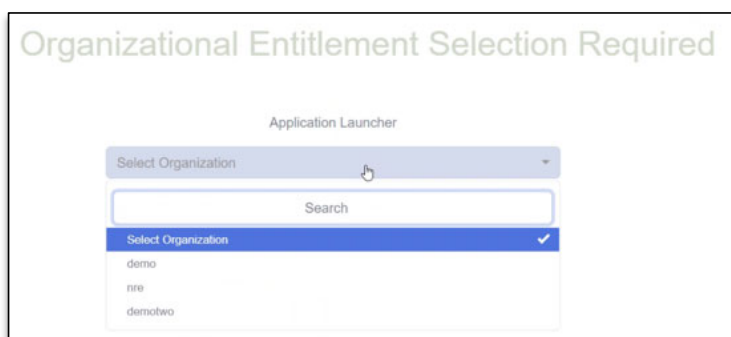 Organizational Entitlement Selection Required
Application Launcher
Select Organization
Search
Select Organization
demo
nre
demotwo